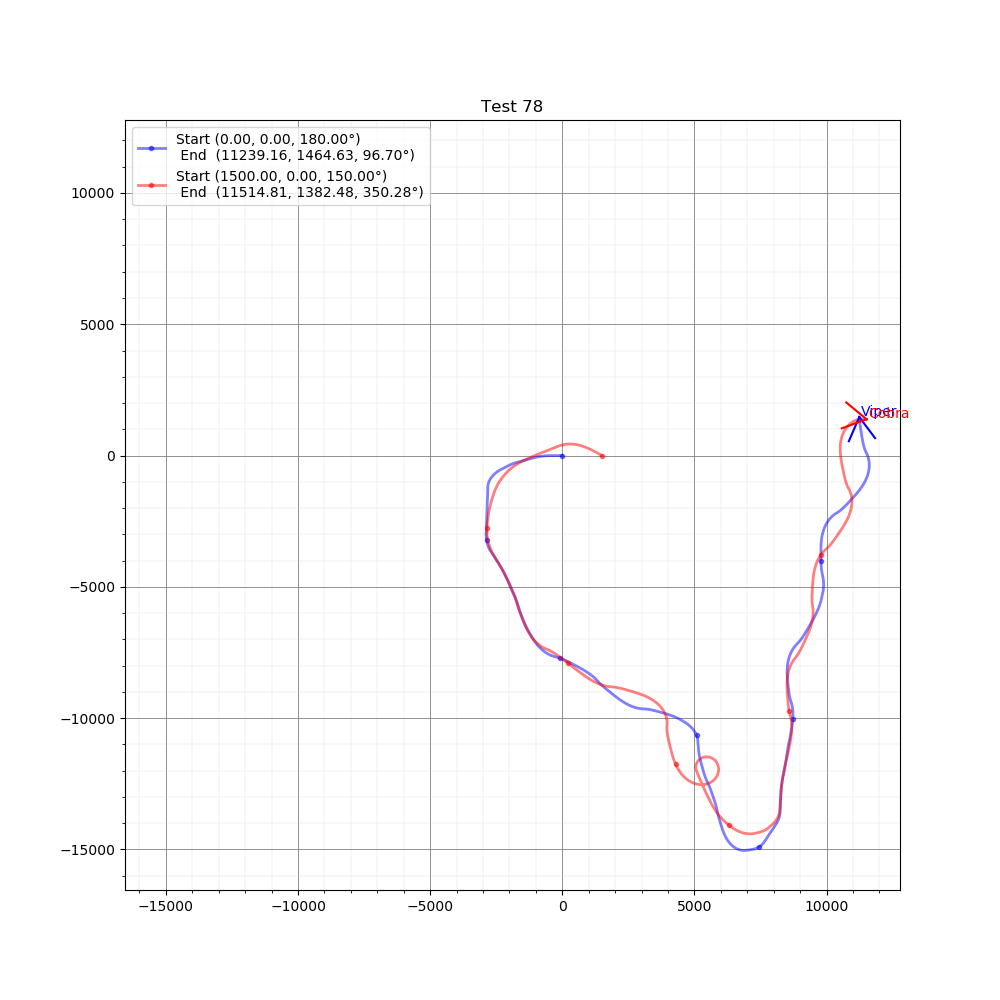 Test 78
Start (0.00, 0.00, 180.00°)
End  (11239.16, 1464.63, 96.70°)
Start (1500.00, 0.00, 150.00°)
End  (11514.81, 1382.48, 350.28°)
10000
5000
Viper
Cobra
0
−5000
−10000
−15000
−15000
−10000
−5000
0
5000
10000